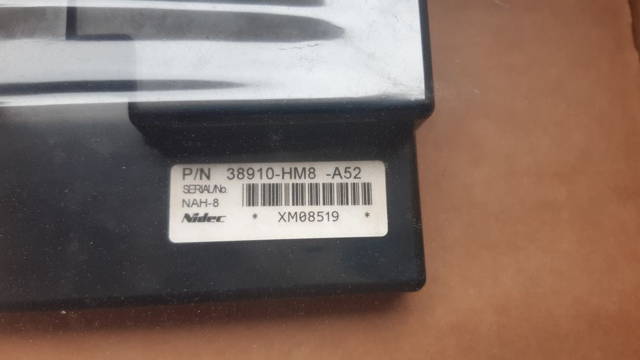 P/N 38910-HM8 -A52
SERIAL/No.
NAH-8
Nidec * XM08519 *